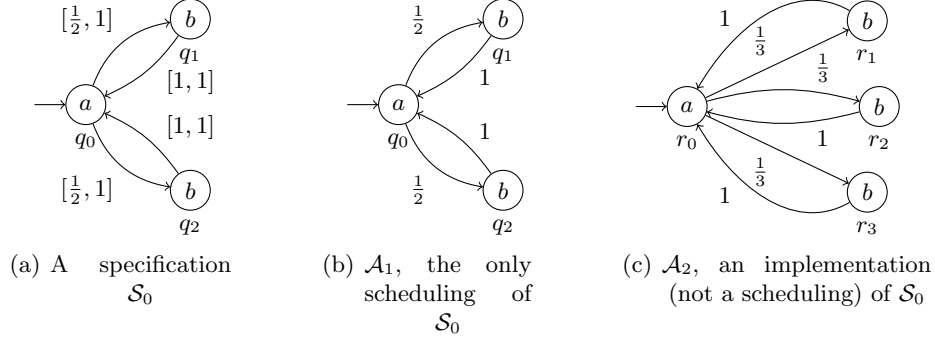 [1/2, 1]
b
q₁
[1, 1]
a
q₀
[1, 1]
[1/2, 1]
b
q₂
(a) A specification
𝒮₀
1/2
b
q₁
1
a
q₀
1
1/2
b
q₂
(b) 𝒜₁, the only
scheduling of
𝒮₀
1
1/3
b
r₁
1/3
a
r₀
b
r₂
1
1/3
1
b
r₃
(c) 𝒜₂, an implementation
(not a scheduling) of 𝒮₀